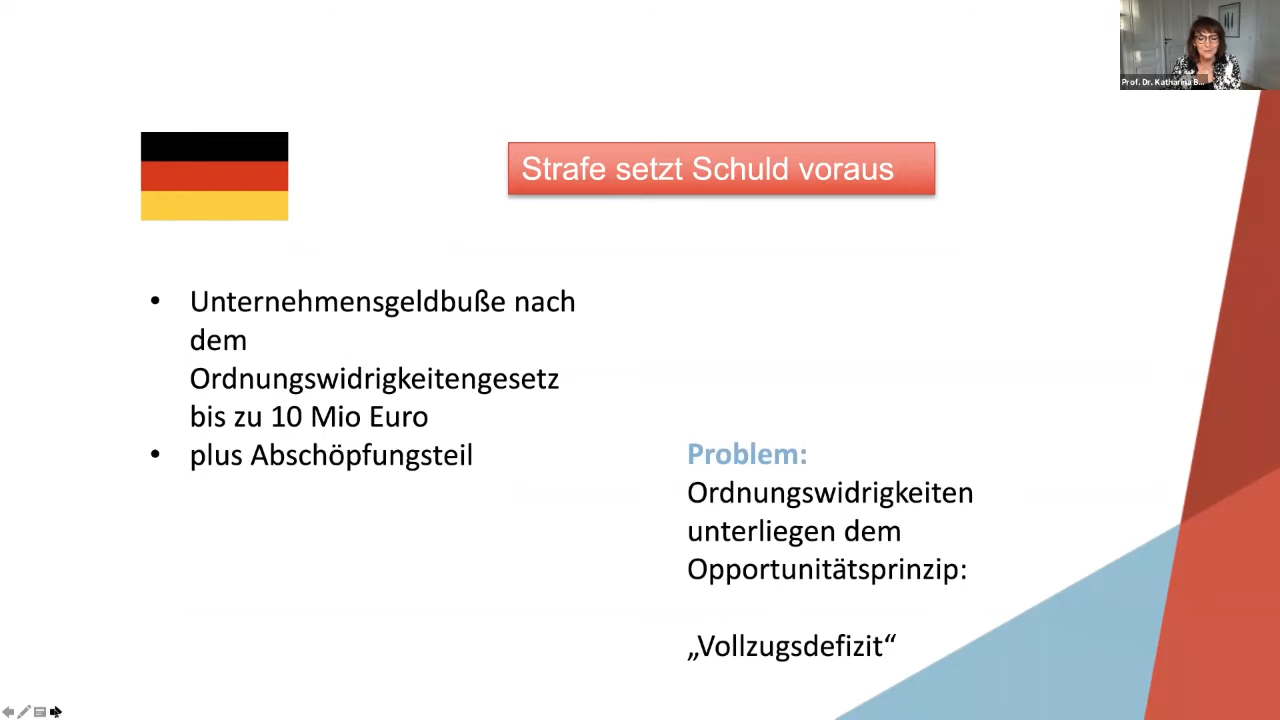 Prof. Dr. Katharina B...
Strafe setzt Schuld voraus
• Unternehmensgeldbuße nach
dem
Ordnungswidrigkeitengesetz
bis zu 10 Mio Euro
• plus Abschöpfungsteil
Problem:
Ordnungswidrigkeiten
unterliegen dem
Opportunitätsprinzip:
„Vollzugsdefizit“